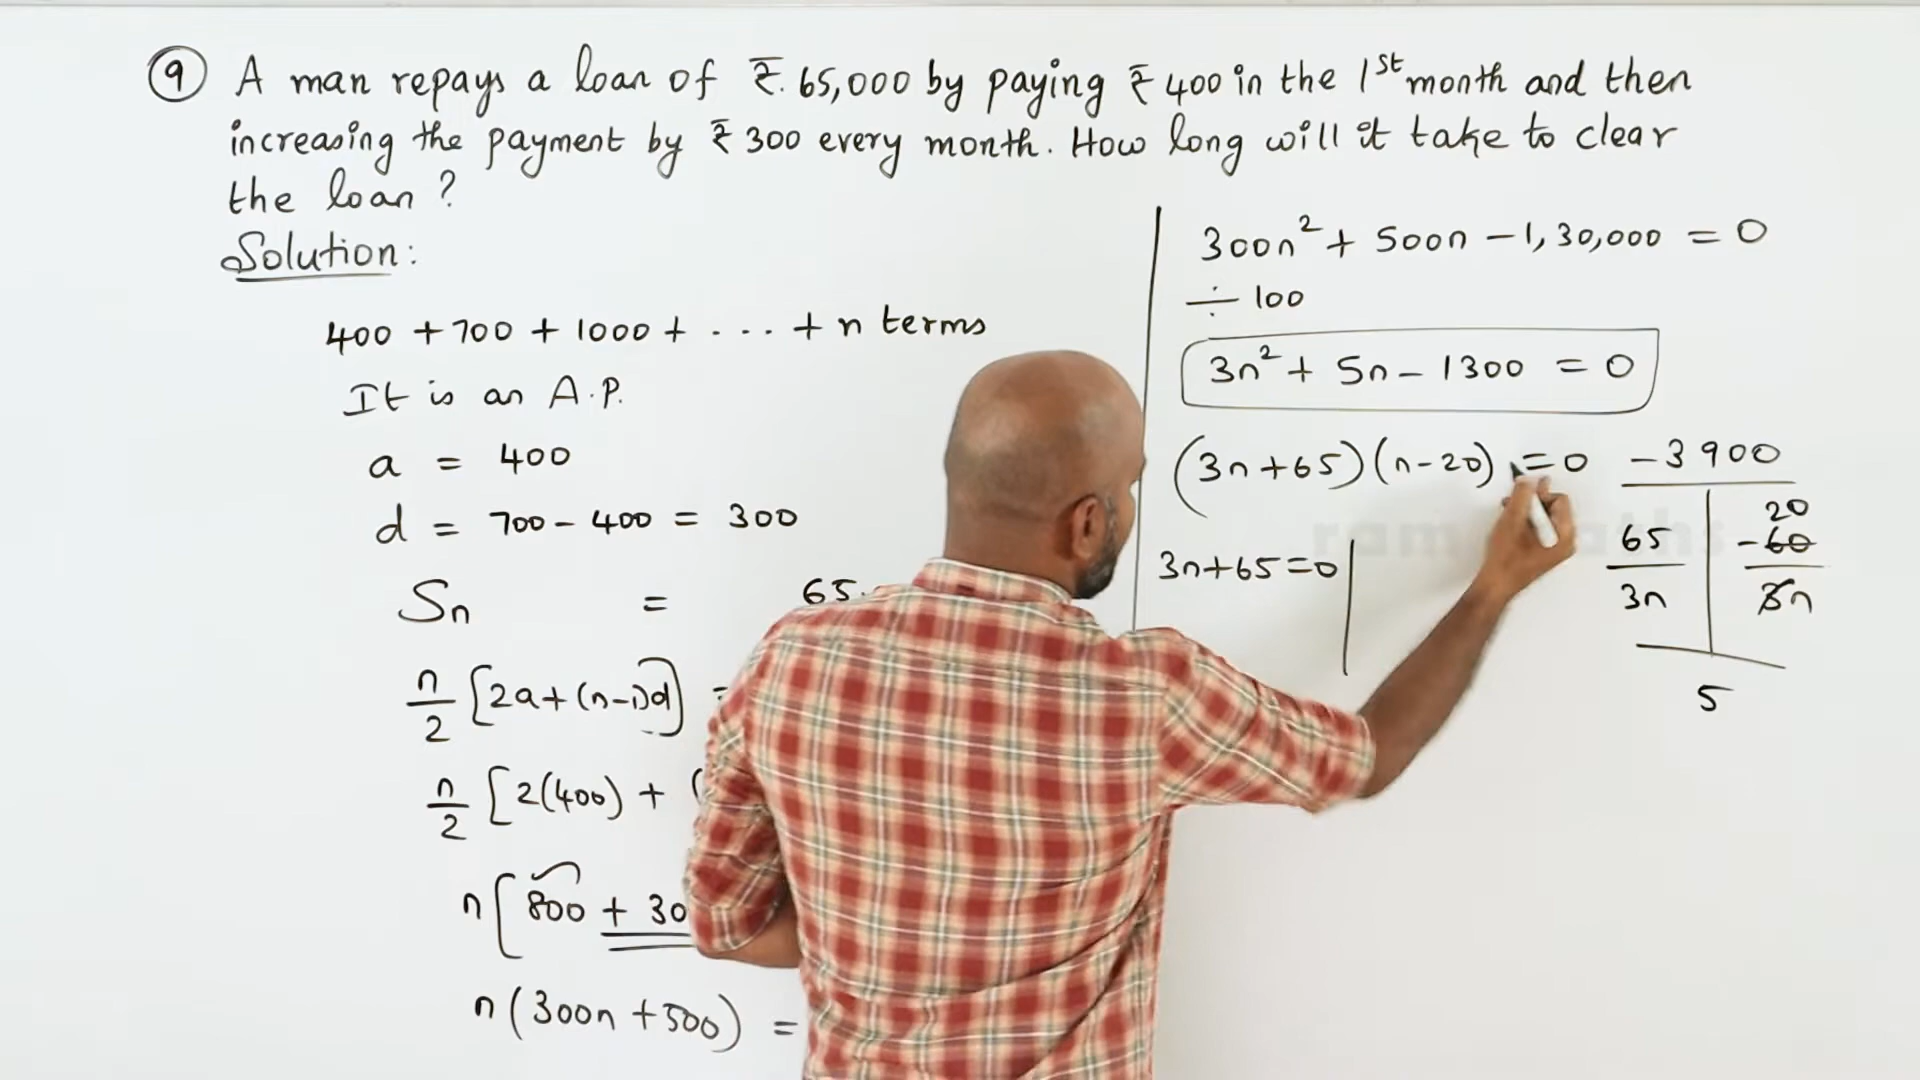 9 A man repays a loan of ₹. 65,000 by paying ₹ 400 in the 1st month and then
increasing the payment by ₹ 300 every month. How long will it take to clear
the loan ?
Solution:
400 + 700 + 1000 + . . . + n terms
It is an A.P.
a = 400
d = 700 - 400 = 300
Sn = 65
n/2 [2a + (n-1)d] =
n/2 [2(400) + (
n [800 + 30
n (300n + 500) =
300n² + 500n - 1,30,000 = 0
÷ 100
3n² + 5n - 1300 = 0
(3n + 65) (n - 20) = 0
3n + 65 = 0
-3900
20
65 -60
3n 3n
5